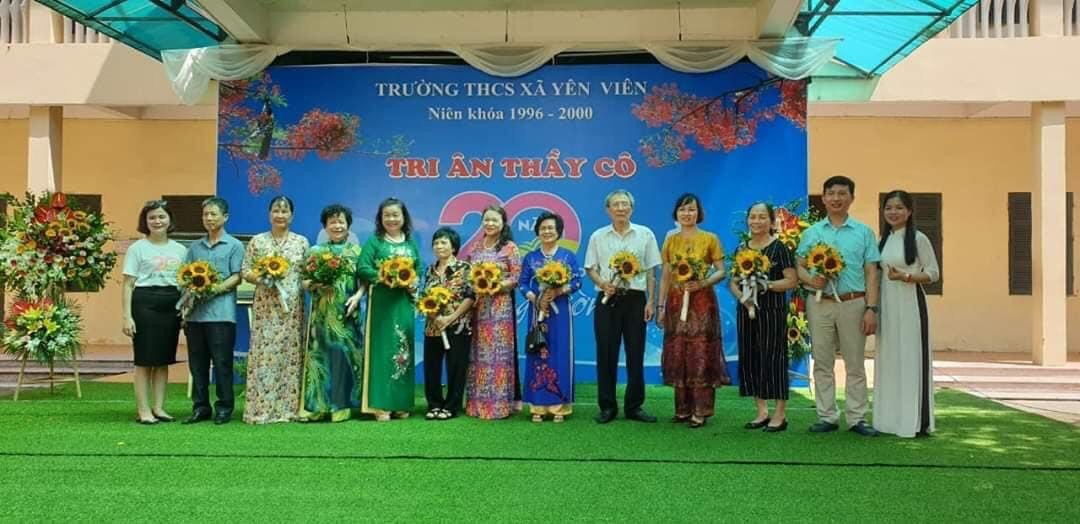 TRƯỜNG THCS XÃ YÊN VIÊN
Niên khóa 1996 - 2000
TRI ÂN THẦY CÔ
20